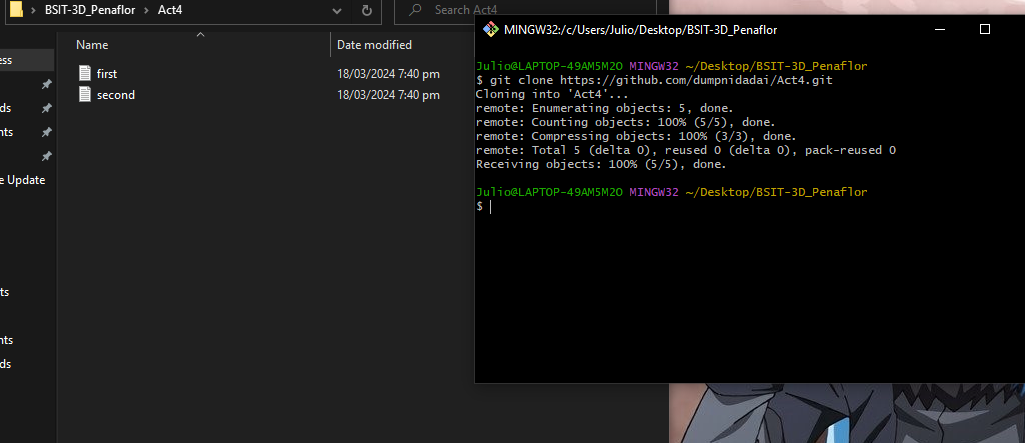 BSIT-3D_Penaflor > Act4
Search Act4
Name
Date modified
first
18/03/2024 7:40 pm
second
18/03/2024 7:40 pm
ess
ds
nts
e Update
ts
nts
ds
MINGW32:/c/Users/Julio/Desktop/BSIT-3D_Penaflor
Julio@LAPTOP-49AM5M2O MINGW32 ~/Desktop/BSIT-3D_Penaflor
$ git clone https://github.com/dumpnidadai/Act4.git
Cloning into 'Act4'...
remote: Enumerating objects: 5, done.
remote: Counting objects: 100% (5/5), done.
remote: Compressing objects: 100% (3/3), done.
remote: Total 5 (delta 0), reused 0 (delta 0), pack-reused 0
Receiving objects: 100% (5/5), done.
Julio@LAPTOP-49AM5M2O MINGW32 ~/Desktop/BSIT-3D_Penaflor
$